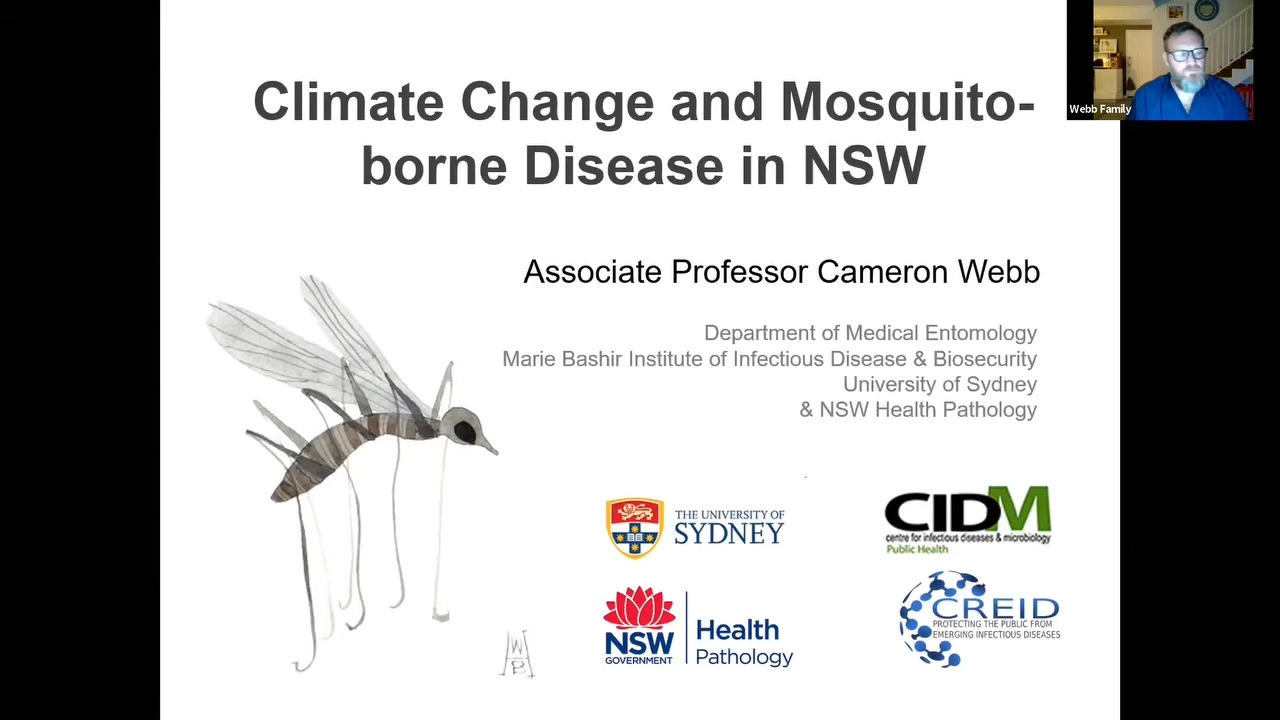 Climate Change and Mosquito-
borne Disease in NSW
Webb Family
Associate Professor Cameron Webb
Department of Medical Entomology
Marie Bashir Institute of Infectious Disease & Biosecurity
University of Sydney
& NSW Health Pathology
THE UNIVERSITY OF
SYDNEY
CIDM
centre for infectious diseases & microbiology
Public Health
NSW
GOVERNMENT
Health
Pathology
CREID
PROTECTING THE PUBLIC FROM
EMERGING INFECTIOUS DISEASES
W
B